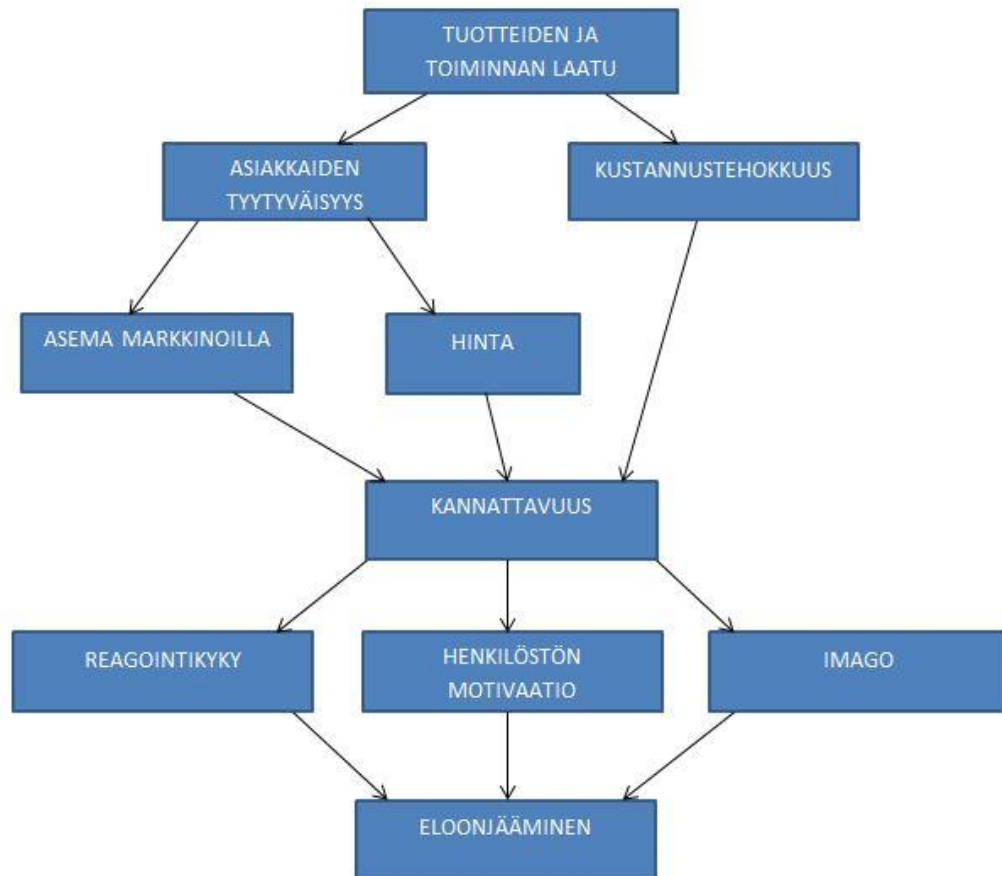 TUOTTEIDEN JA
TOIMINNAN LAATU
ASIAKKAIDEN
TYYTYVÄISYYS
KUSTANNUSTEHOKKUUS
ASEMA MARKKINOILLA
HINTA
KANNATTAVUUS
REAGOINTIKYKY
HENKILÖSTÖN
MOTIVAATIO
IMAGO
ELOONJÄÄMINEN